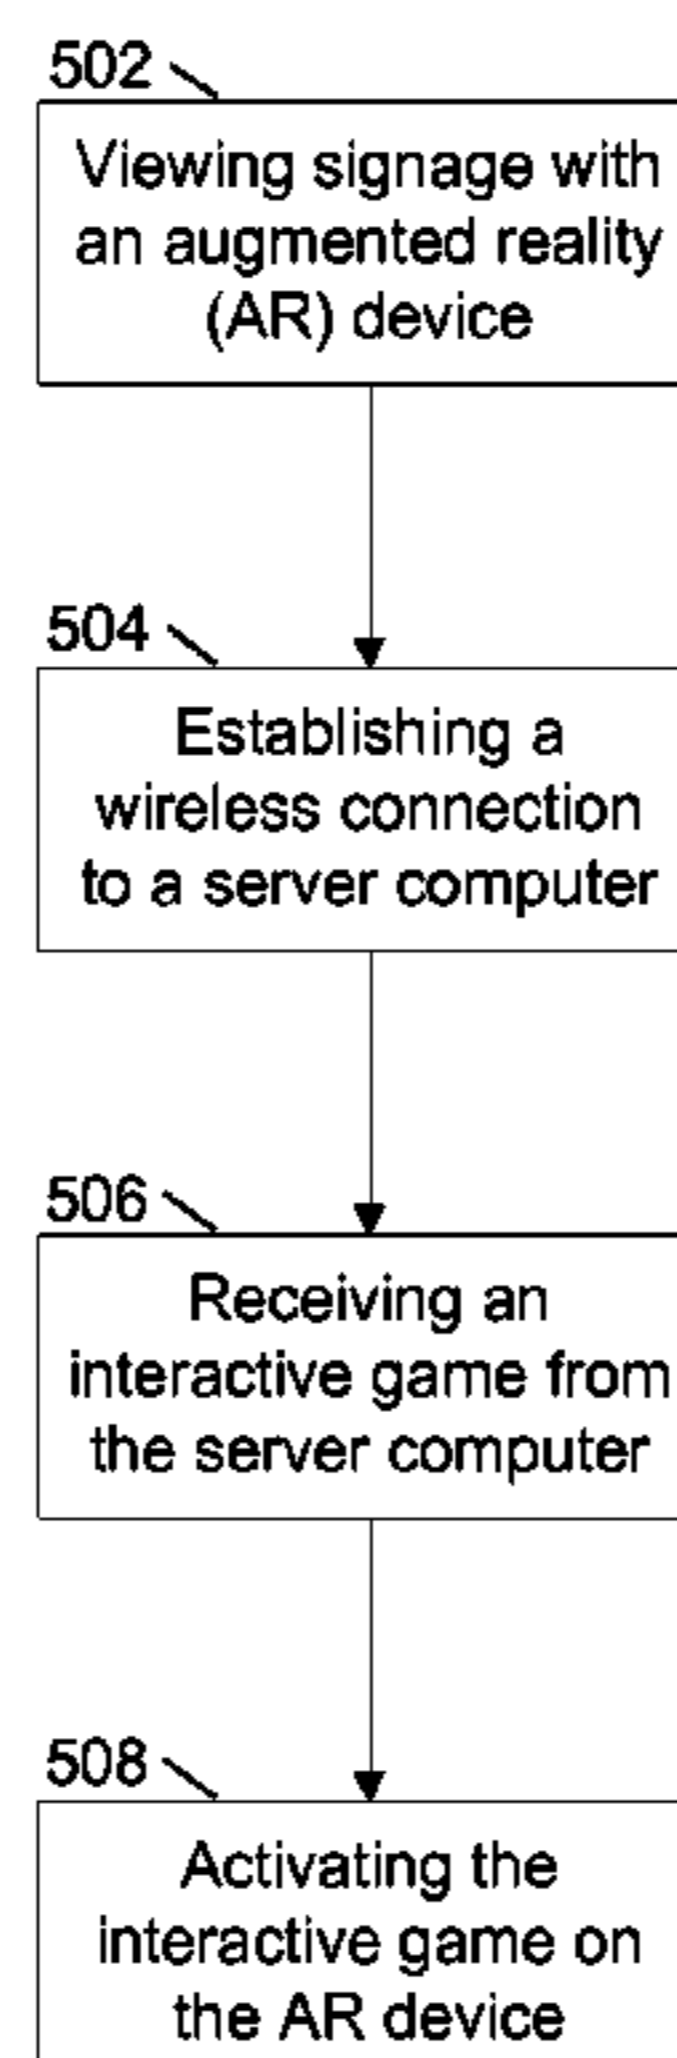 502
Viewing signage with
an augmented reality
(AR) device
504
Establishing a
wireless connection
to a server computer
506
Receiving an
interactive game from
the server computer
508
Activating the
interactive game on
the AR device